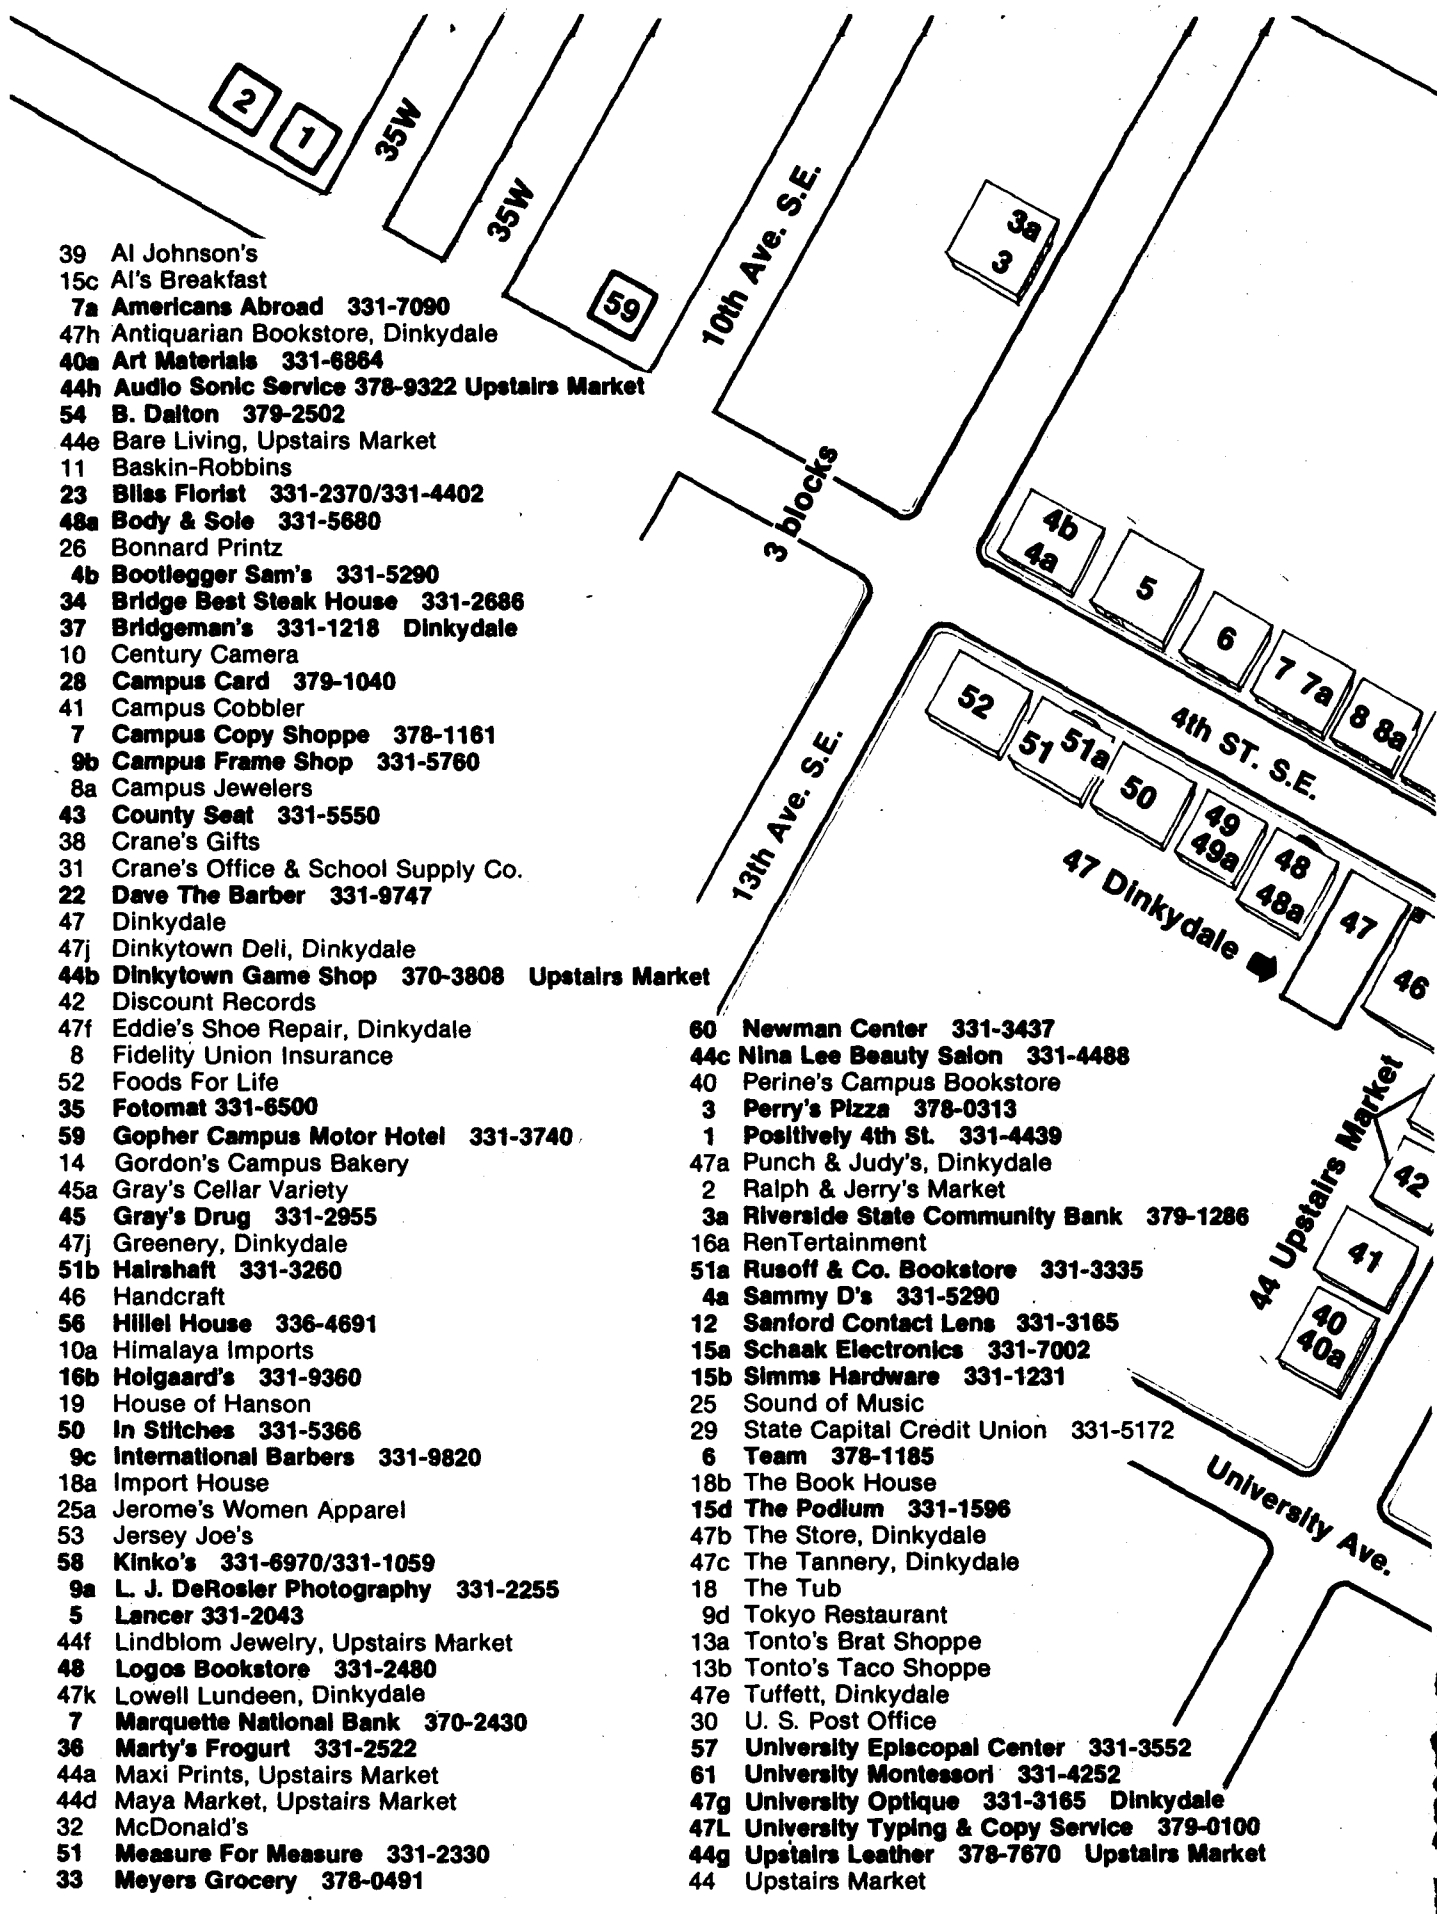 2
1
35W
35W
59
10th Ave. S.E.
3a
3
3 blocks
4b
4a
5
6
7 7a
8 8a
4th ST. S.E.
52
51 51a
50
49
49a
48
48a
47
46
47 Dinkydale
13th Ave. S.E.
44 Upstairs Market
42
41
40
40a
University Ave.
39 Al Johnson's
15c Al's Breakfast
7a Americans Abroad 331-7090
47h Antiquarian Bookstore, Dinkydale
40a Art Materials 331-6864
44h Audio Sonic Service 378-9322 Upstairs Market
54 B. Dalton 379-2502
44e Bare Living, Upstairs Market
11 Baskin-Robbins
23 Bliss Florist 331-2370/331-4402
48a Body & Sole 331-5680
26 Bonnard Printz
4b Bootlegger Sam's 331-5290
34 Bridge Best Steak House 331-2686
37 Bridgeman's 331-1218 Dinkydale
10 Century Camera
28 Campus Card 379-1040
41 Campus Cobbler
7 Campus Copy Shoppe 378-1161
9b Campus Frame Shop 331-5760
8a Campus Jewelers
43 County Seat 331-5550
38 Crane's Gifts
31 Crane's Office & School Supply Co.
22 Dave The Barber 331-9747
47 Dinkydale
47j Dinkytown Deli, Dinkydale
44b Dinkytown Game Shop 370-3808 Upstairs Market
42 Discount Records
47f Eddie's Shoe Repair, Dinkydale
8 Fidelity Union Insurance
52 Foods For Life
35 Fotomat 331-6500
59 Gopher Campus Motor Hotel 331-3740
14 Gordon's Campus Bakery
45a Gray's Cellar Variety
45 Gray's Drug 331-2955
47j Greenery, Dinkydale
51b Hairshaft 331-3260
46 Handcraft
56 Hillel House 336-4691
10a Himalaya Imports
16b Hoigaard's 331-9360
19 House of Hanson
50 In Stitches 331-5366
9c International Barbers 331-9820
18a Import House
25a Jerome's Women Apparel
53 Jersey Joe's
58 Kinko's 331-6970/331-1059
9a L. J. DeRosier Photography 331-2255
5 Lancer 331-2043
44f Lindblom Jewelry, Upstairs Market
48 Logos Bookstore 331-2480
47k Lowell Lundeen, Dinkydale
7 Marquette National Bank 370-2430
36 Marty's Frogurt 331-2522
44a Maxi Prints, Upstairs Market
44d Maya Market, Upstairs Market
32 McDonald's
51 Measure For Measure 331-2330
33 Meyers Grocery 378-0491
60 Newman Center 331-3437
44c Nina Lee Beauty Salon 331-4488
40 Perine's Campus Bookstore
3 Perry's Pizza 378-0313
1 Positively 4th St. 331-4439
47a Punch & Judy's, Dinkydale
2 Ralph & Jerry's Market
3a Riverside State Community Bank 379-1286
16a RenTertainment
51a Rusoff & Co. Bookstore 331-3335
4a Sammy D's 331-5290
12 Sanford Contact Lens 331-3165
15a Schaak Electronics 331-7002
15b Simms Hardware 331-1231
25 Sound of Music
29 State Capital Credit Union 331-5172
6 Team 378-1185
18b The Book House
15d The Podium 331-1596
47b The Store, Dinkydale
47c The Tannery, Dinkydale
18 The Tub
9d Tokyo Restaurant
13a Tonto's Brat Shoppe
13b Tonto's Taco Shoppe
47e Tuffett, Dinkydale
30 U. S. Post Office
57 University Episcopal Center 331-3552
61 University Montessori 331-4252
47g University Optique 331-3165 Dinkydale
47L University Typing & Copy Service 379-0100
44g Upstairs Leather 378-7670 Upstairs Market
44 Upstairs Market